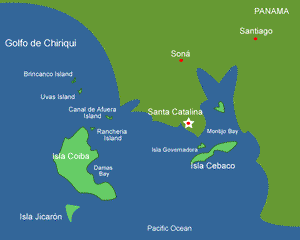 PANAMA
Santiago
Golfo de Chiriqui
Soná
Brincanco Island
Uvas Island
Canal de Afuera
Island
Santa Catalina
Rancheria
Island
Montijo Bay
Isla Governadora
Isla Coiba
Isla Cebaco
Damas
Bay
Isla Jicarón
Pacific Ocean